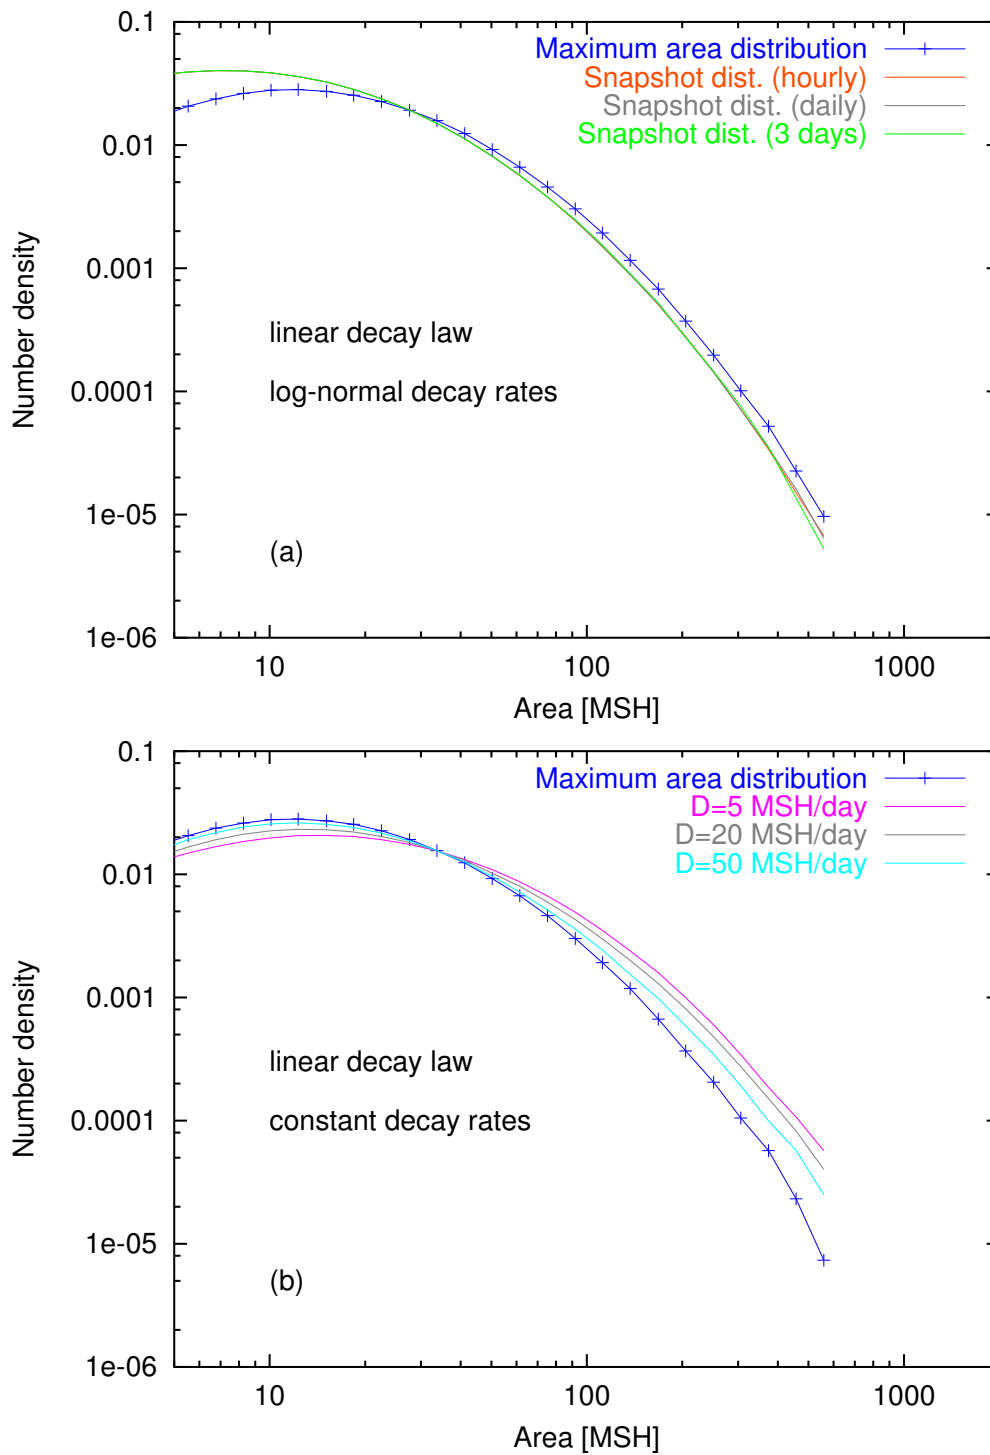 0.1
0.01
0.001
0.0001
1e-05
1e-06
Number density
Maximum area distribution
Snapshot dist. (hourly)
Snapshot dist. (daily)
Snapshot dist. (3 days)
linear decay law
log-normal decay rates
(a)
10 100 1000
Area [MSH]
0.1
0.01
0.001
0.0001
1e-05
1e-06
Number density
Maximum area distribution
D=5 MSH/day
D=20 MSH/day
D=50 MSH/day
linear decay law
constant decay rates
(b)
10 100 1000
Area [MSH]